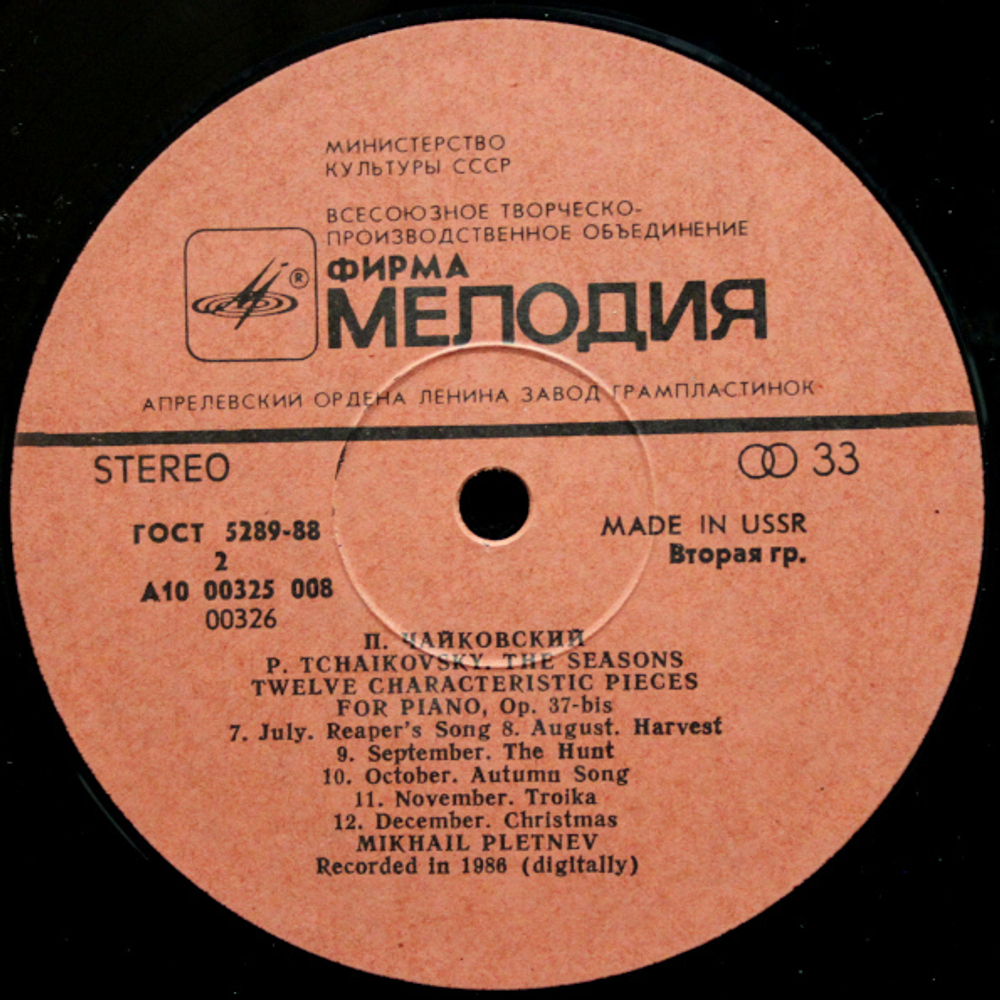 МИНИСТЕРСТВО
КУЛЬТУРЫ СССР
ВСЕСОЮЗНОЕ ТВОРЧЕСКО-
ПРОИЗВОДСТВЕННОЕ ОБЪЕДИНЕНИЕ
ФИРМА
®
МЕЛОДИЯ
АПРЕЛЕВСКИЙ ОРДЕНА ЛЕНИНА ЗАВОД ГРАМПЛАСТИНОК
STEREO
33
ГОСТ 5289-88
MADE IN USSR
2
Вторая гр.
А10 00325 008
00326
П. ЧАЙКОВСКИЙ
P. TCHAIKOVSKY. THE SEASONS
TWELVE CHARACTERISTIC PIECES
FOR PIANO, Op. 37-bis
7. July. Reaper's Song 8. August. Harvest
9. September. The Hunt
10. October. Autumn Song
11. November. Troika
12. December. Christmas
MIKHAIL PLETNEV
Recorded in 1986 (digitally)